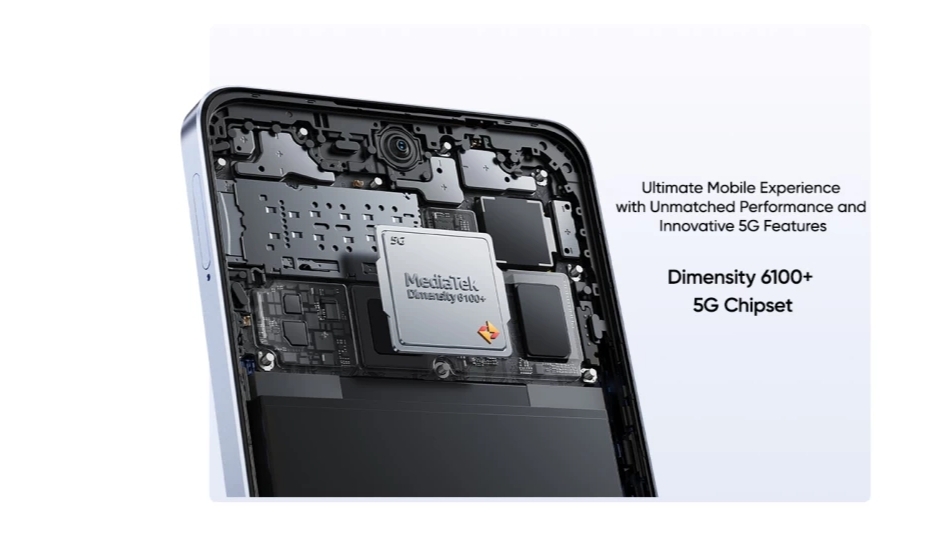 5G
MediaTek
Dimensity 6100+
Ultimate Mobile Experience
with Unmatched Performance and
Innovative 5G Features
Dimensity 6100+
5G Chipset